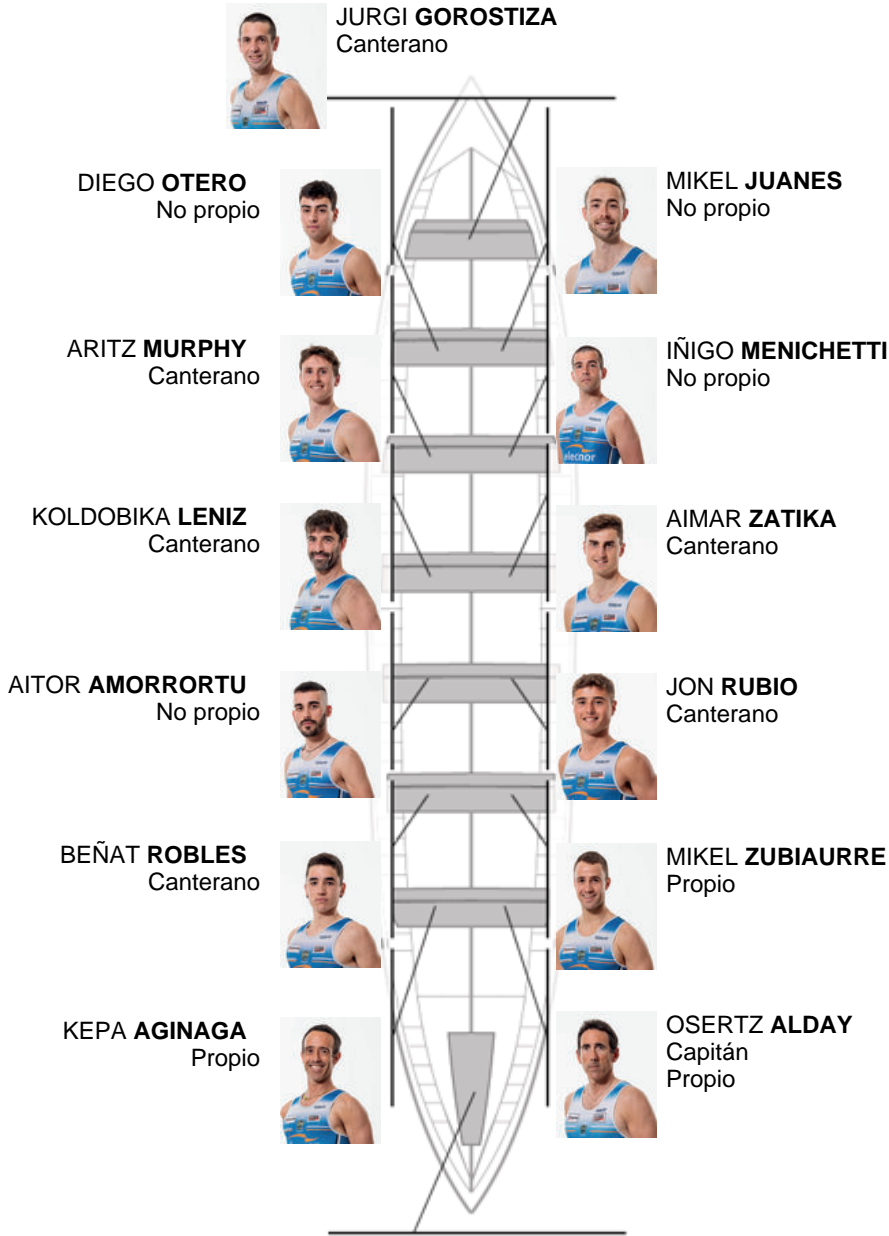 JURGI GOROSTIZA
Canterano
DIEGO OTERO
No propio
MIKEL JUANES
No propio
ARITZ MURPHY
Canterano
IÑIGO MENICHETTI
No propio
elecnor
KOLDOBIKA LENIZ
Canterano
AIMAR ZATIKA
Canterano
AITOR AMORRORTU
No propio
JON RUBIO
Canterano
BEÑAT ROBLES
Canterano
MIKEL ZUBIAURRE
Propio
KEPA AGINAGA
Propio
OSERTZ ALDAY
Capitán
Propio